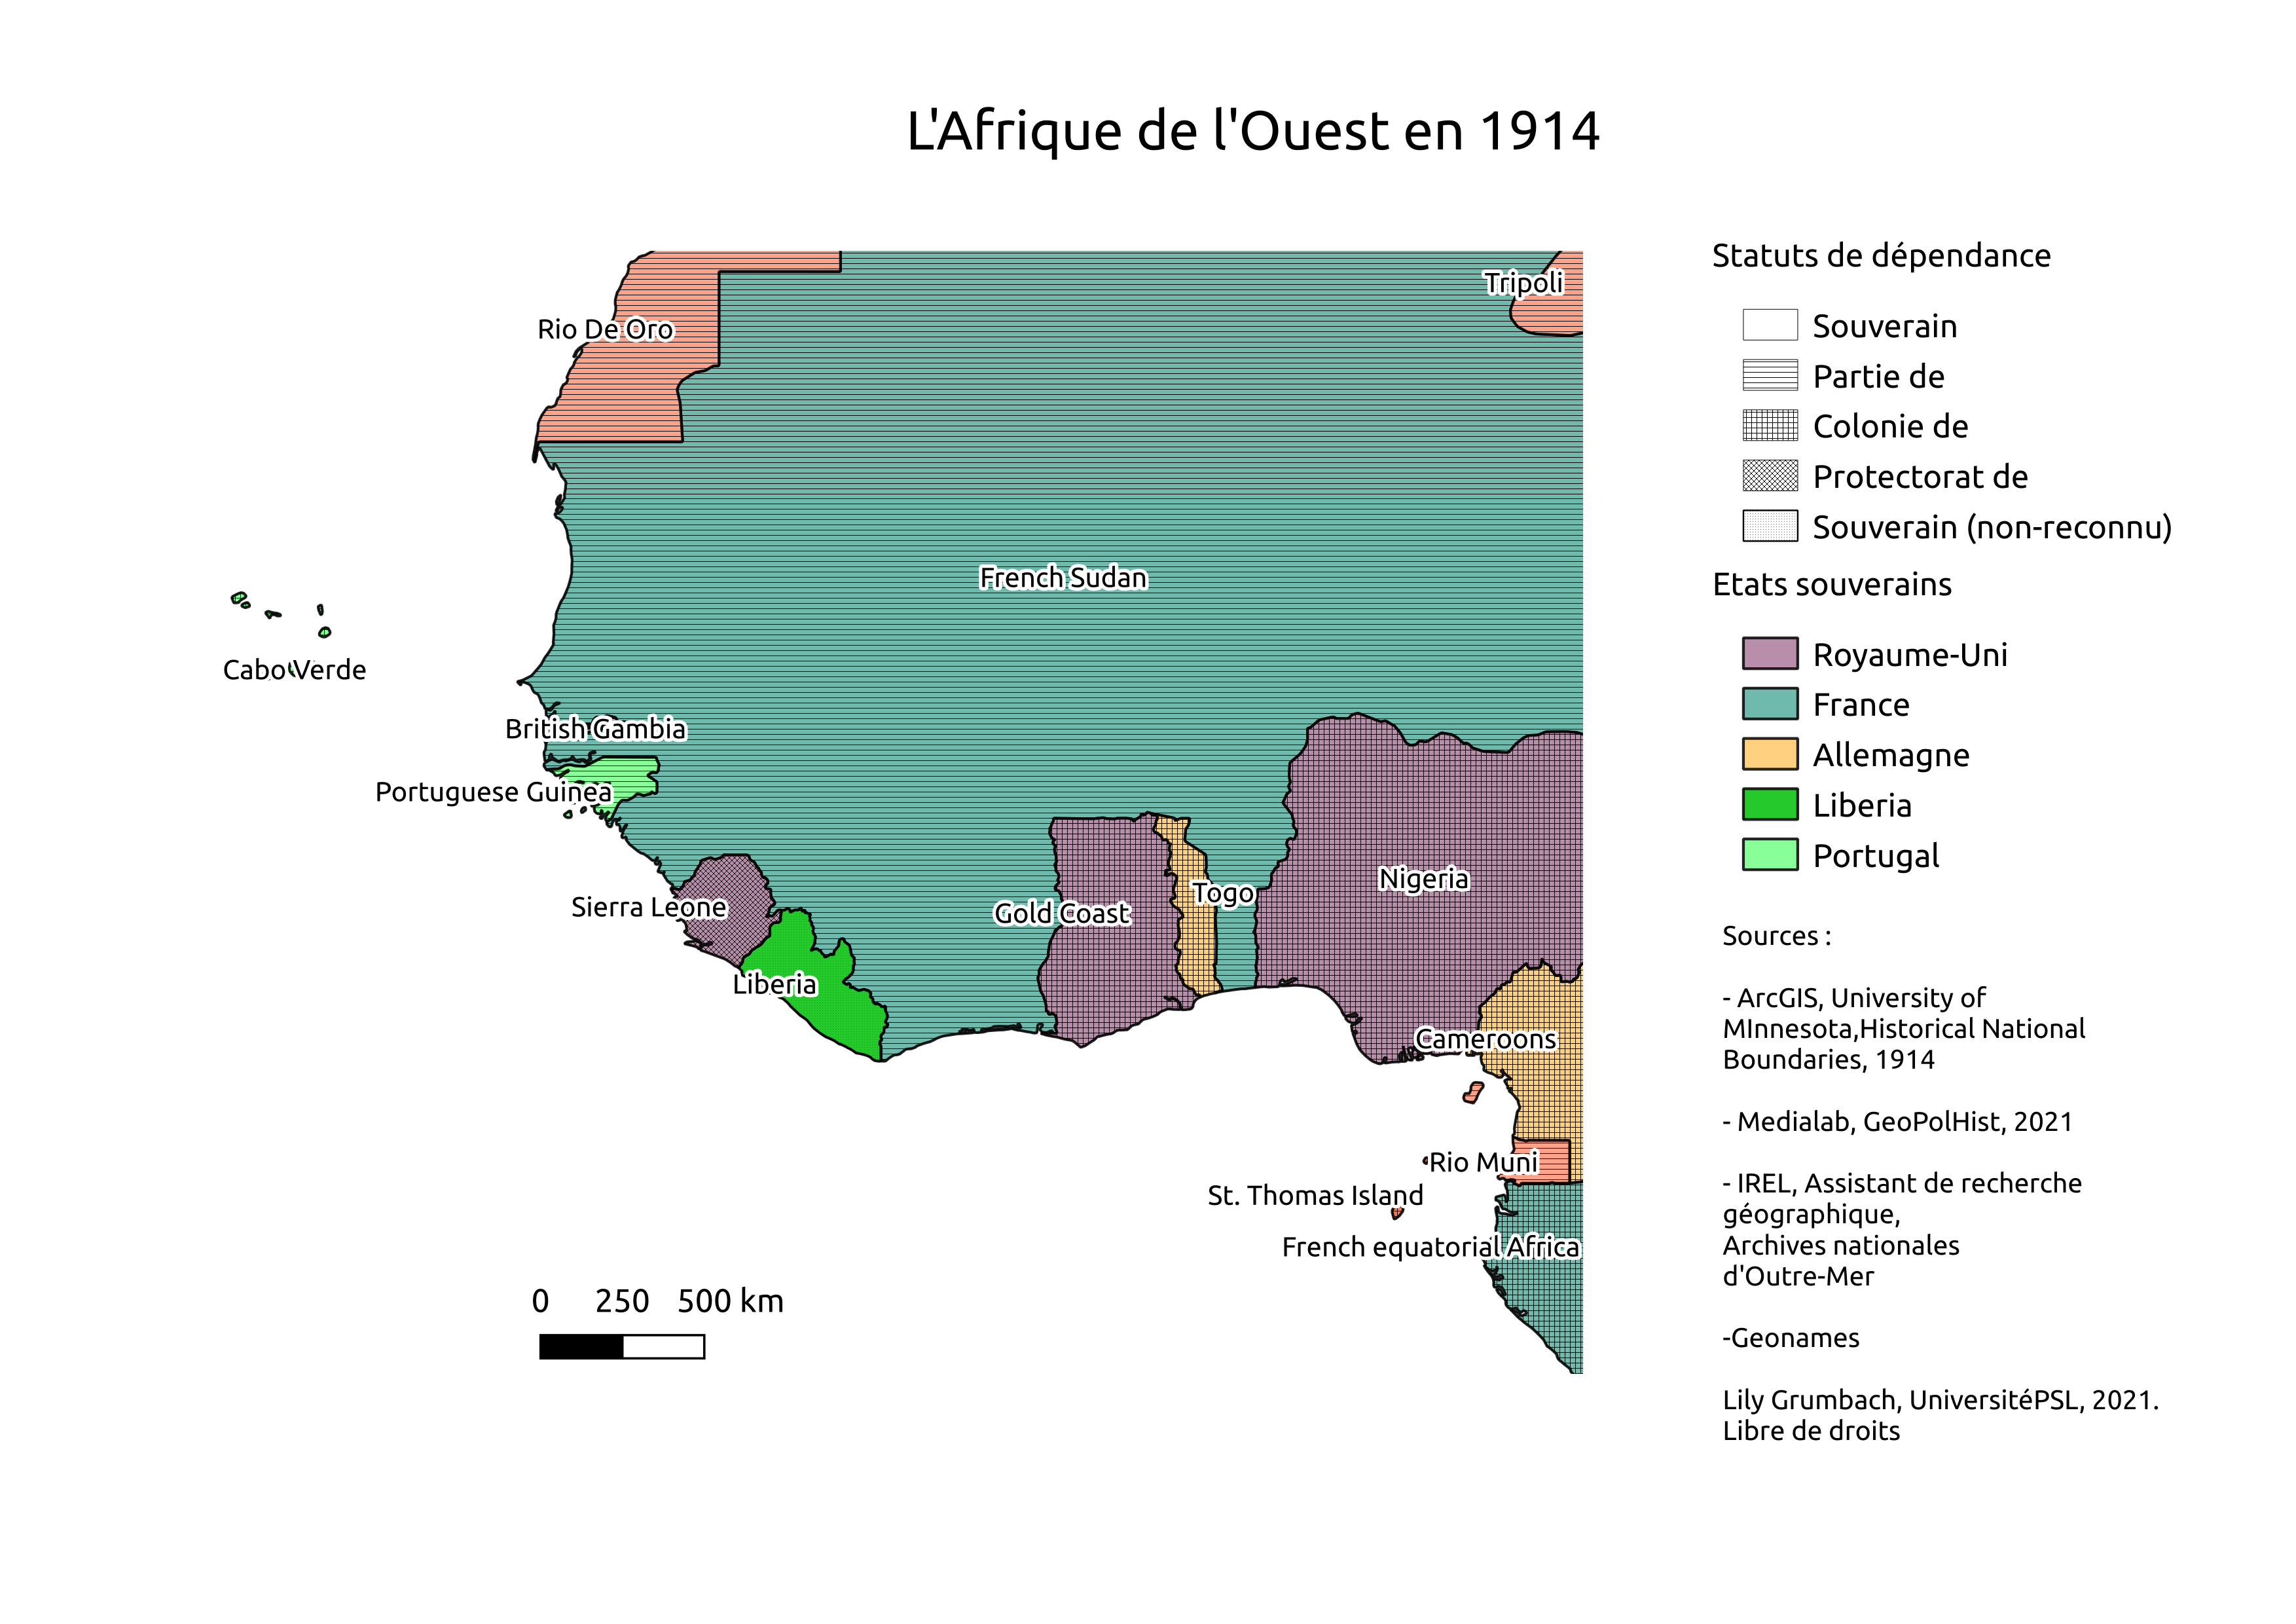 L'Afrique de l'Ouest en 1914
Tripoli
Rio De Oro
French Sudan
Cabo Verde
British Gambia
Portuguese Guinea
Nigeria
Togo
Sierra Leone
Gold Coast
Liberia
Cameroons
Rio Muni
St. Thomas Island
French equatorial Africa
0 250 500 km
Statuts de dépendance
Souverain
Partie de
Colonie de
Protectorat de
Souverain (non-reconnu)
Etats souverains
Royaume-Uni
France
Allemagne
Liberia
Portugal
Sources :
- ArcGIS, University of
MInnesota,Historical National
Boundaries, 1914
- Medialab, GeoPolHist, 2021
- IREL, Assistant de recherche
géographique,
Archives nationales
d'Outre-Mer
-Geonames
Lily Grumbach, UniversitéPSL, 2021.
Libre de droits